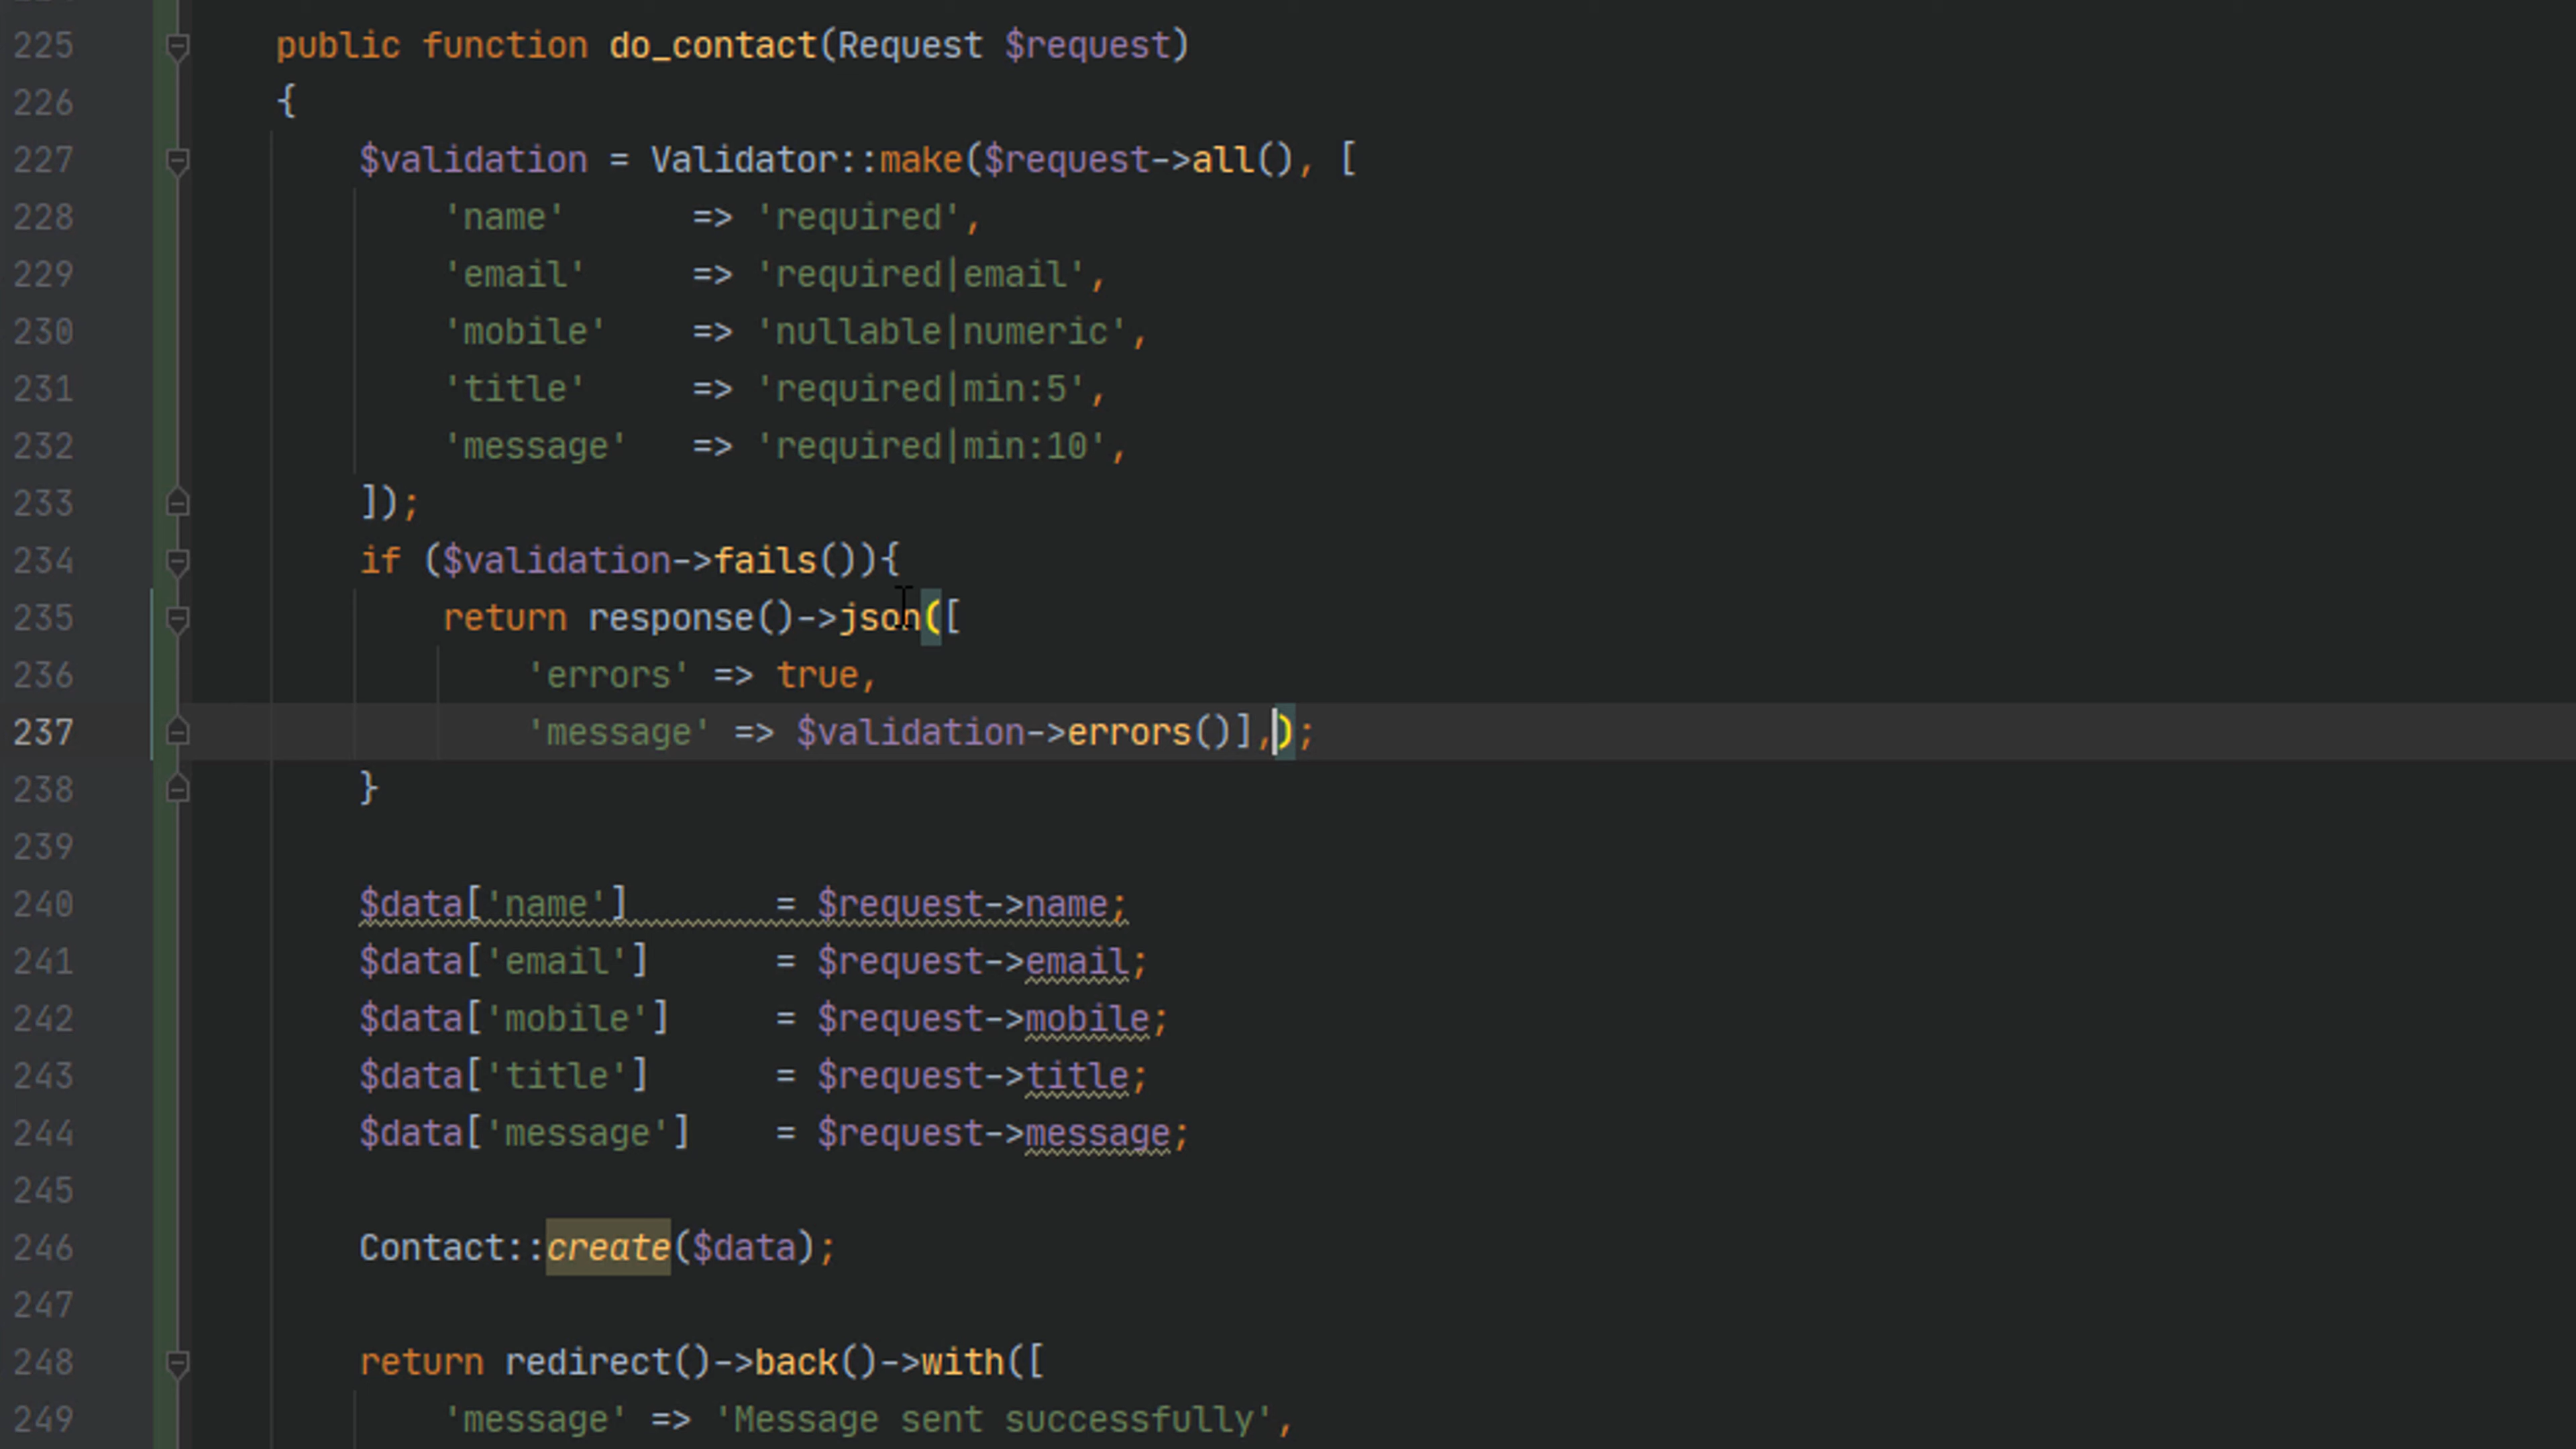 225 public function do_contact(Request $request)
226 {
227 $validation = Validator::make($request->all(), [
228 'name' => 'required',
229 'email' => 'required|email',
230 'mobile' => 'nullable|numeric',
231 'title' => 'required|min:5',
232 'message' => 'required|min:10',
233 ]);
234 if ($validation->fails()){
235 return response()->json([
236 'errors' => true,
237 'message' => $validation->errors()],);
238 }
239
240 $data['name'] = $request->name;
241 $data['email'] = $request->email;
242 $data['mobile'] = $request->mobile;
243 $data['title'] = $request->title;
244 $data['message'] = $request->message;
245
246 Contact::create($data);
247
248 return redirect()->back()->with([
249 'message' => 'Message sent successfully',